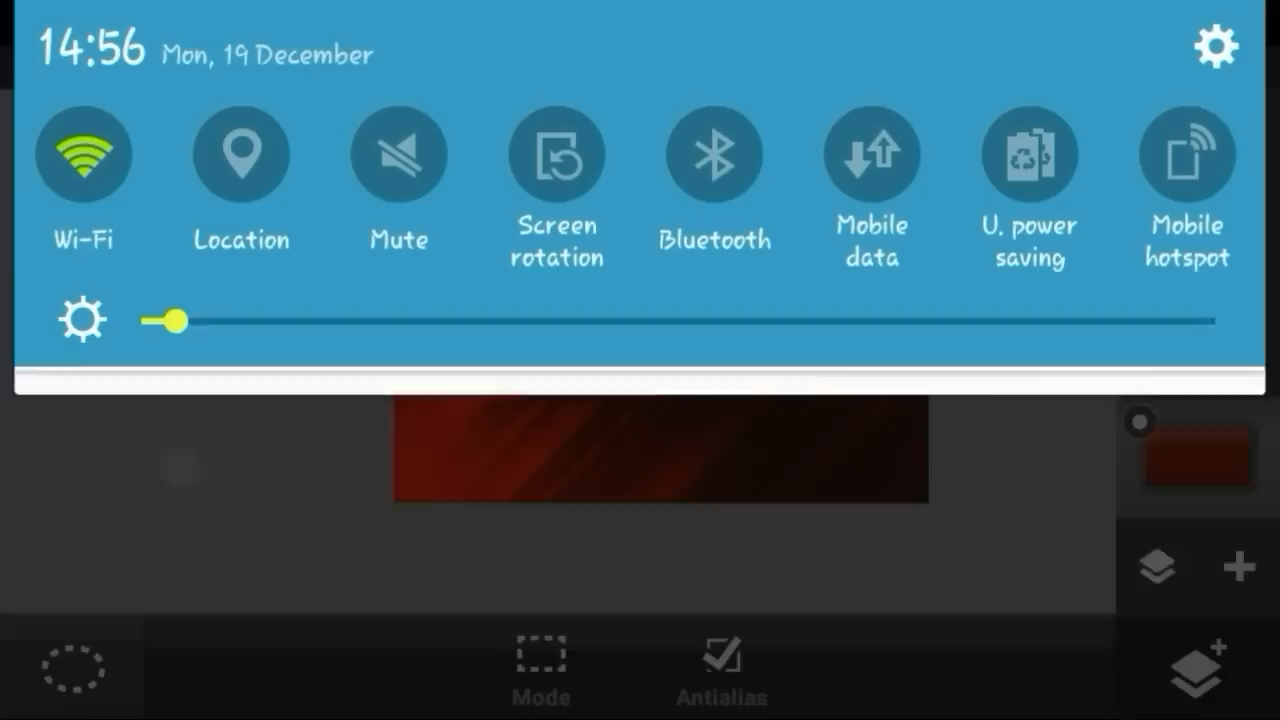 14:56 Mon, 19 December
Wi-Fi
Location
Mute
Screen
rotation
Bluetooth
Mobile
data
U. power
saving
Mobile
hotspot
Mode
Antialias